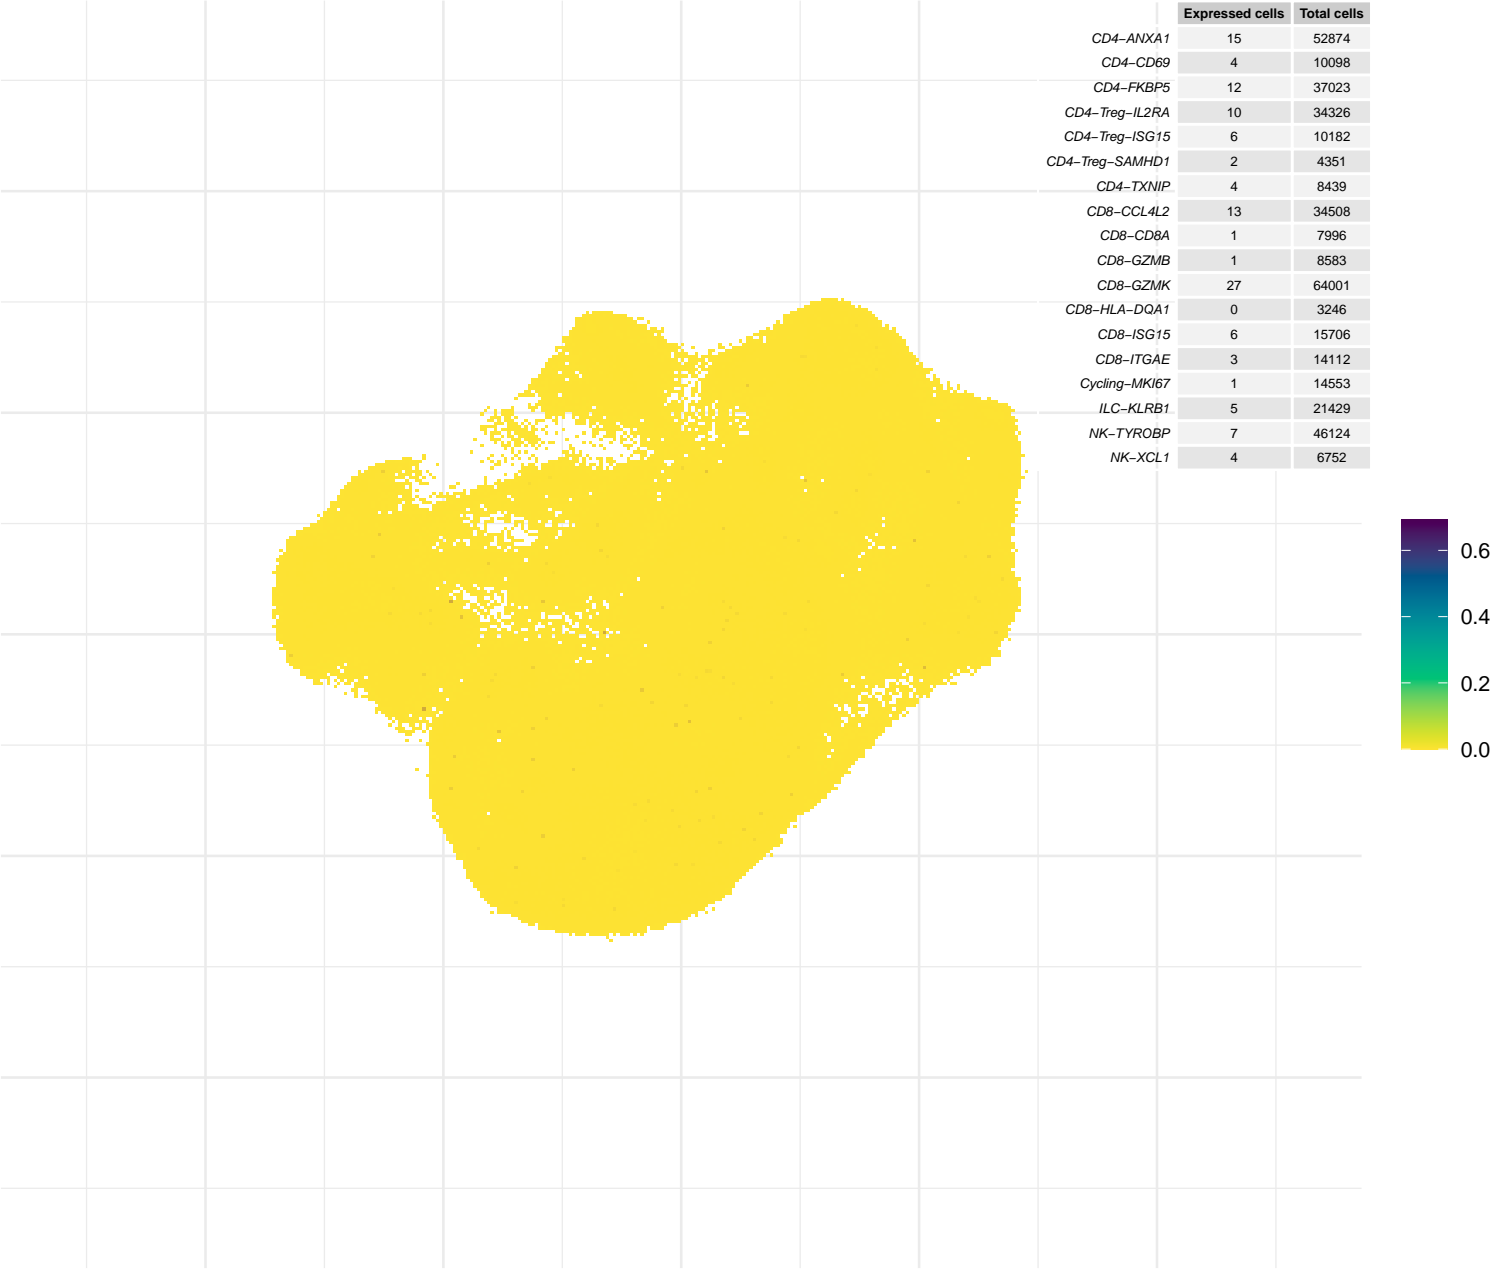 Expressed cells Total cells
CD4−ANXA1 15 52874
CD4−CD69 4 10098
CD4−FKBP5 12 37023
CD4−Treg−IL2RA 10 34326
CD4−Treg−ISG15 6 10182
CD4−Treg−SAMHD1 2 4351
CD4−TXNIP 4 8439
CD8−CCL4L2 13 34508
CD8−CD8A 1 7996
CD8−GZMB 1 8583
CD8−GZMK 27 64001
CD8−HLA−DQA1 0 3246
CD8−ISG15 6 15706
CD8−ITGAE 3 14112
Cycling−MKI67 1 14553
ILC−KLRB1 5 21429
NK−TYROBP 7 46124
NK−XCL1 4 6752
0.6
0.4
0.2
0.0